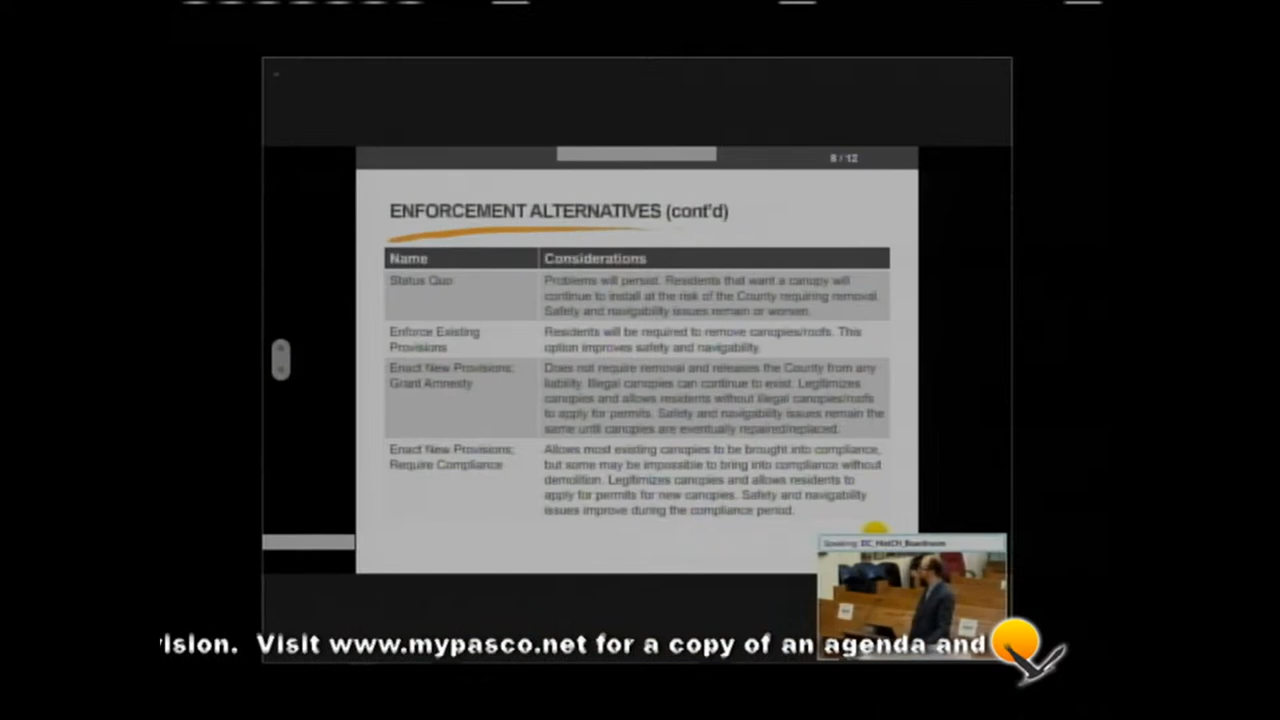 8 / 12
ENFORCEMENT ALTERNATIVES (cont'd)
Name
Considerations
Status Quo
Problems will persist. Residents that want a canopy will
continue to install at the risk of the County requiring removal.
Safety and navigability issues remain or worsen.
Enforce Existing
Provisions
Residents will be required to remove canopies/roofs. This
option improves safety and navigability.
Enact New Provisions;
Grant Amnesty
Does not require removal and releases the County from any
liability. Illegal canopies can continue to exist. Legitimizes
canopies and allows residents without illegal canopies/roofs
to apply for permits. Safety and navigability issues remain the
same until canopies are eventually repaired/replaced.
Enact New Provisions;
Require Compliance
Allows most existing canopies to be brought into compliance,
but some may be impossible to bring into compliance without
demolition. Legitimizes canopies and allows residents to
apply for permits for new canopies. Safety and navigability
issues improve during the compliance period.
Speaking:
vision. Visit www.mypasco.net for a copy of an agenda and